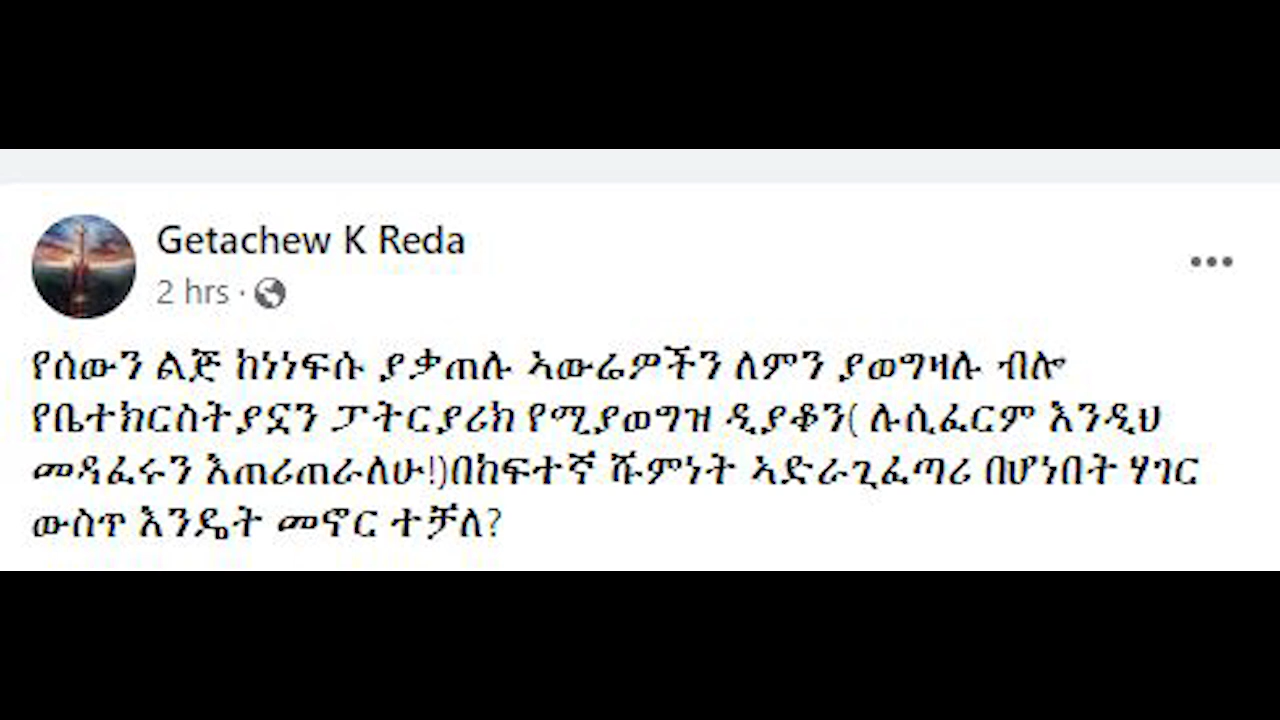 Getachew K Reda
2 hrs ·
የሰውን ልጅ ከነነፍሱ ያቃጠሉ ኣውሬዎችን ለምን ያወግዛሉ ብሎ
የቤተክርስትያኗን ፓትርያሪክ የሚያወግዝ ዲያቆን( ሉሲፈርም እንዲህ
መዳፈሩን እጠሪጠራለሁ!)በከፍተኛ ሹምነት ኣድራጊፈጣሪ በሆነበት ሃገር
ውስጥ እንዴት መኖር ተቻለ?